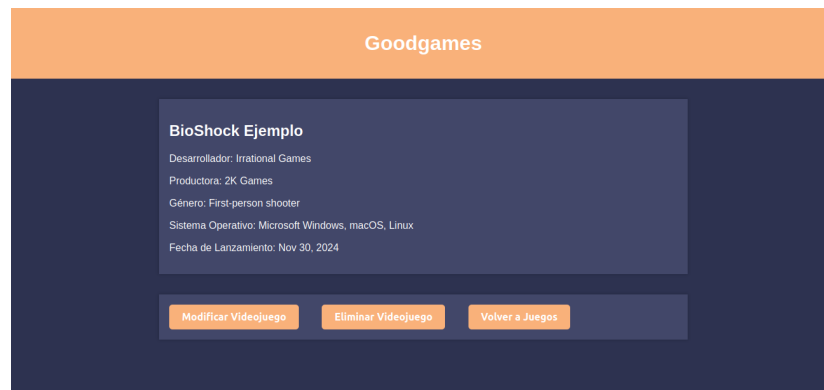 Goodgames
BioShock Ejemplo
Desarrollador: Irrational Games
Productora: 2K Games
Género: First-person shooter
Sistema Operativo: Microsoft Windows, macOS, Linux
Fecha de Lanzamiento: Nov 30, 2024
Modificar Videojuego Eliminar Videojuego Volver a Juegos